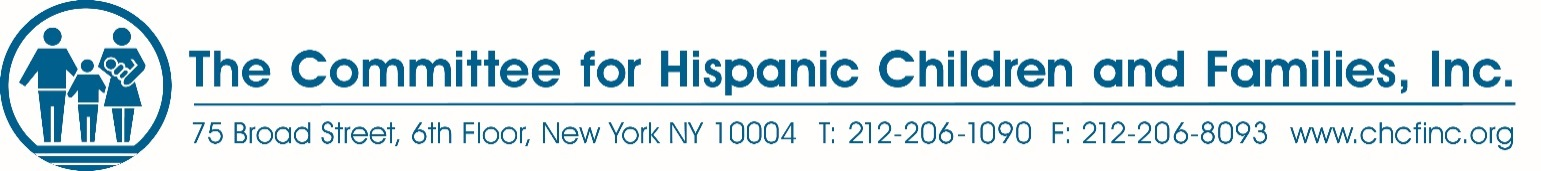 The Committee for Hispanic Children and Families, Inc.
75 Broad Street, 6th Floor, New York NY 10004 T: 212-206-1090 F: 212-206-8093 www.chcfinc.org